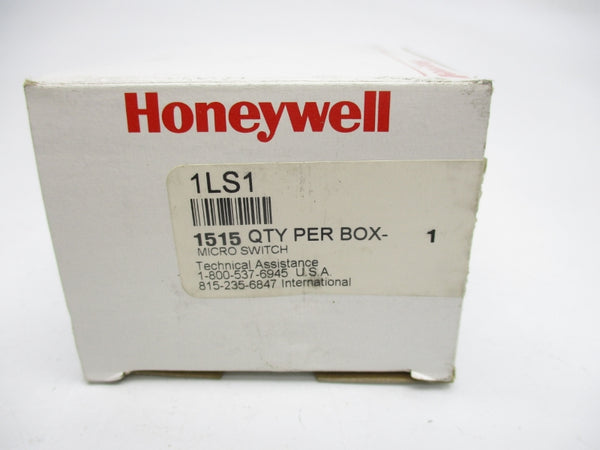 Honeywell
1LS1
1515 QTY PER BOX- 1
MICRO SWITCH
Technical Assistance
1-800-537-6945 U.S.A.
815-235-6847 International